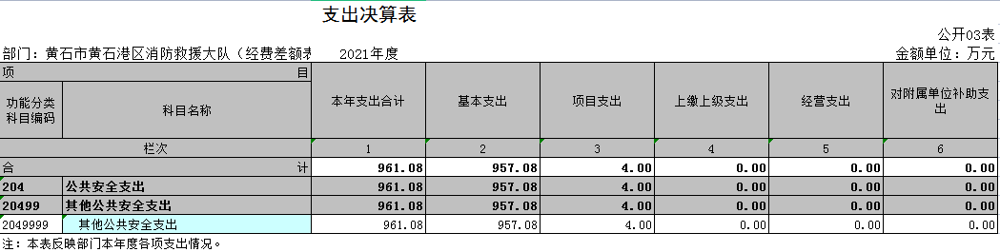 支出决算表
公开03表
部门：黄石市黄石港区消防救援大队（经费差额表 2021年度 金额单位：万元
项 目 本年支出合计 基本支出 项目支出 上缴上级支出 经营支出 对附属单位补助支出
功能分类科目编码 科目名称
栏次 1 2 3 4 5 6
合 计 961.08 957.08 4.00 0.00 0.00 0.00
204 公共安全支出 961.08 957.08 4.00 0.00 0.00 0.00
20499 其他公共安全支出 961.08 957.08 4.00 0.00 0.00 0.00
2049999 其他公共安全支出 961.08 957.08 4.00 0.00 0.00 0.00
注：本表反映部门本年度各项支出情况。